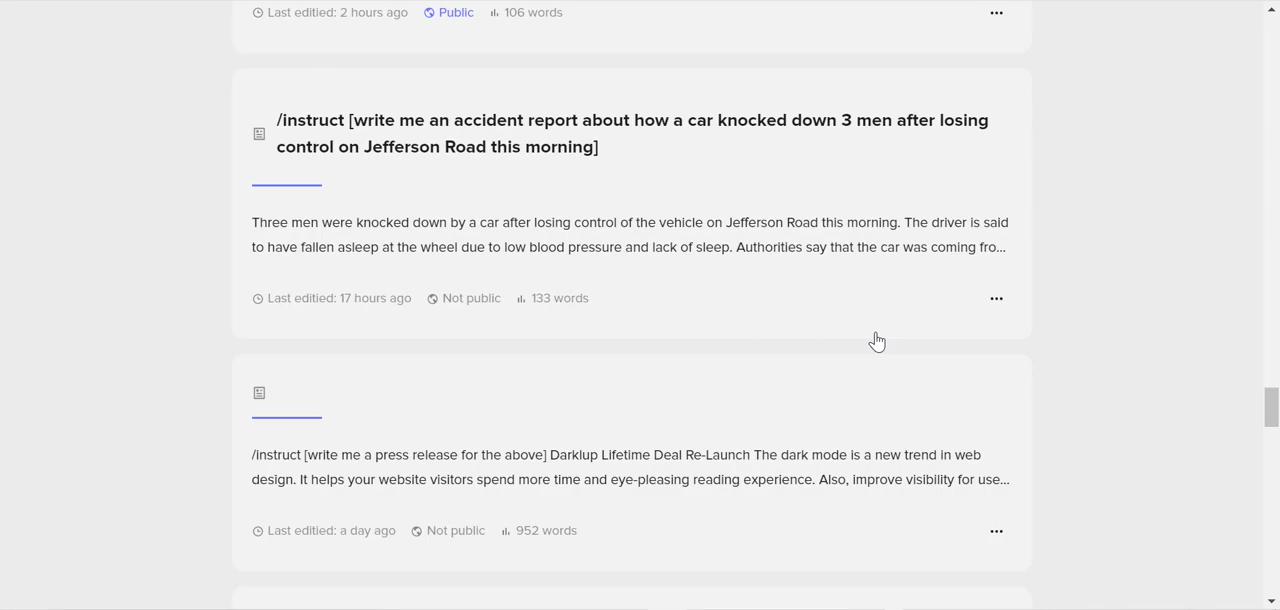 Last editied: 2 hours ago Public 106 words
/instruct [write me an accident report about how a car knocked down 3 men after losing
control on Jefferson Road this morning]
Three men were knocked down by a car after losing control of the vehicle on Jefferson Road this morning. The driver is said
to have fallen asleep at the wheel due to low blood pressure and lack of sleep. Authorities say that the car was coming fro...
Last editied: 17 hours ago Not public 133 words
/instruct [write me a press release for the above] Darklup Lifetime Deal Re-Launch The dark mode is a new trend in web
design. It helps your website visitors spend more time and eye-pleasing reading experience. Also, improve visibility for use...
Last editied: a day ago Not public 952 words